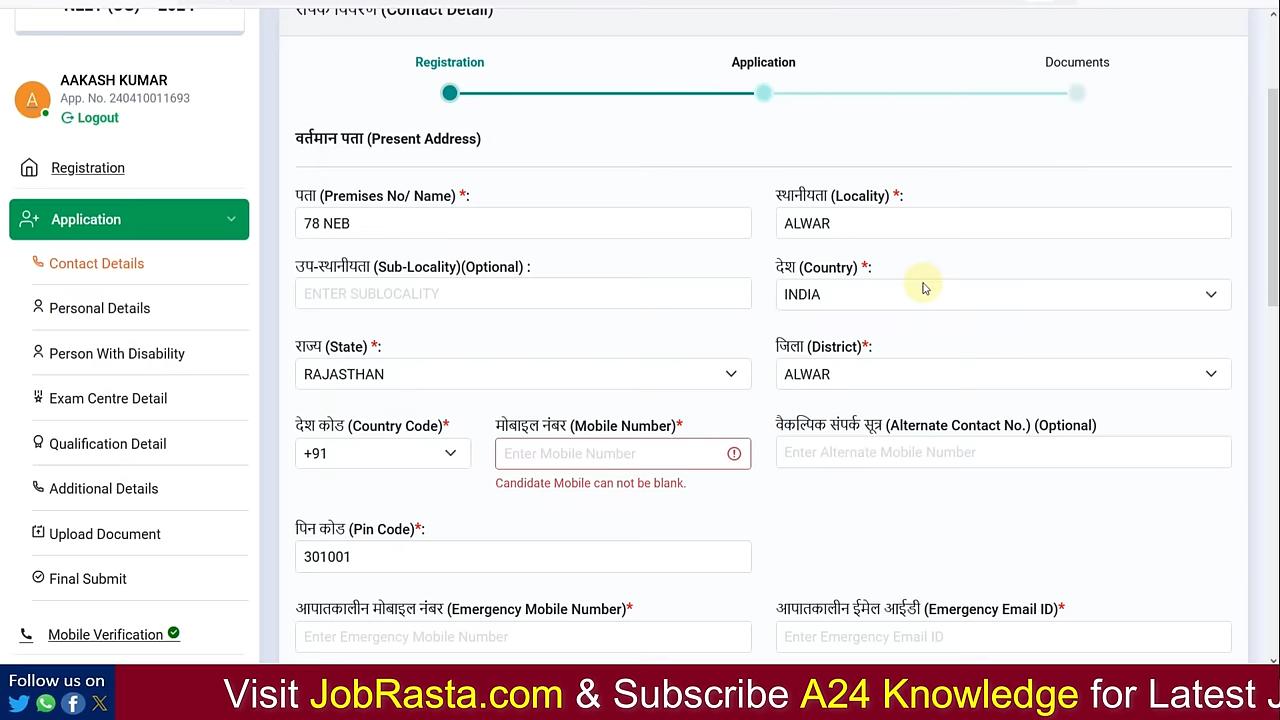 (Contact Detail)
AAKASH KUMAR
App. No. 240410011693
Logout
A
Registration
Application
Contact Details
Personal Details
Person With Disability
Exam Centre Detail
Qualification Detail
Additional Details
Upload Document
Final Submit
Mobile Verification
Registration
Application
Documents
वर्तमान पता (Present Address)
पता (Premises No/ Name) *:
78 NEB
स्थानीयता (Locality) *:
ALWAR
उप-स्थानीयता (Sub-Locality)(Optional) :
ENTER SUBLOCALITY
देश (Country) *:
INDIA
राज्य (State) *:
RAJASTHAN
जिला (District)*:
ALWAR
देश कोड (Country Code)*
+91
मोबाइल नंबर (Mobile Number)*
Enter Mobile Number
Candidate Mobile can not be blank.
वैकल्पिक संपर्क सूत्र (Alternate Contact No.) (Optional)
Enter Alternate Mobile Number
पिन कोड (Pin Code)*:
301001
आपातकालीन मोबाइल नंबर (Emergency Mobile Number)*
Enter Emergency Mobile Number
आपातकालीन ईमेल आईडी (Emergency Email ID)*
Enter Emergency Email ID
Follow us on
Visit JobRasta.com & Subscribe A24 Knowledge for Latest J